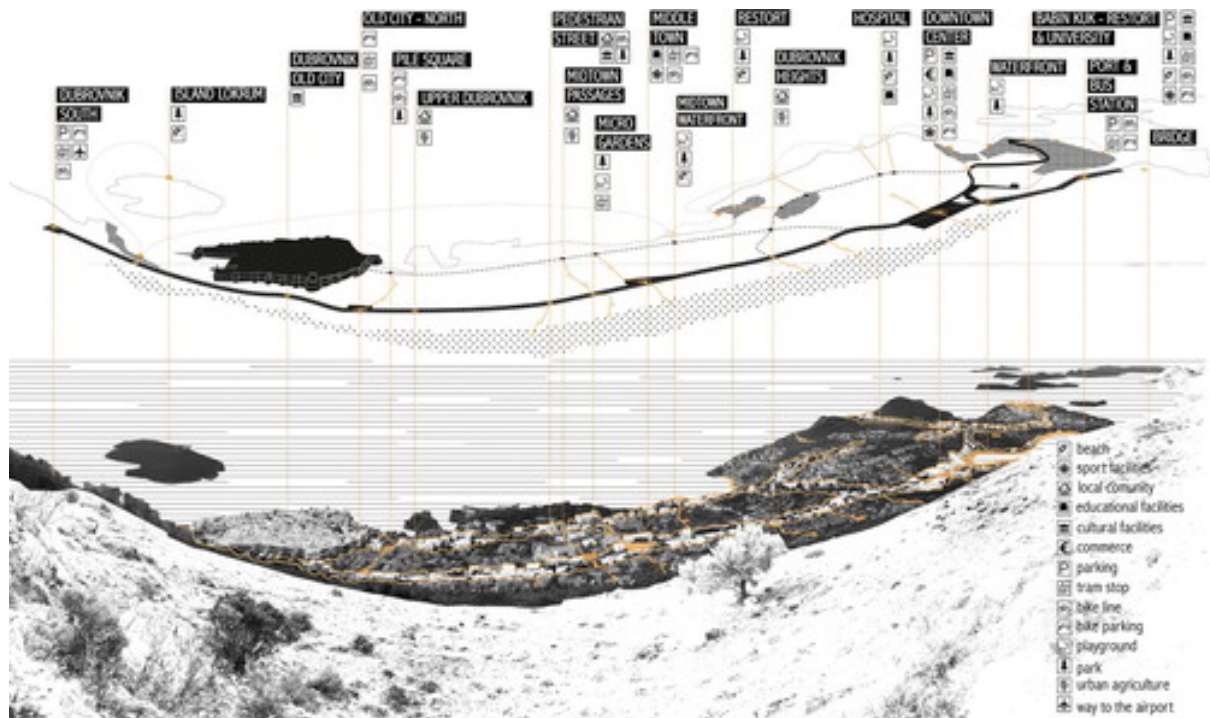 OLD CITY - NORTH
PEDESTRIAN
STREET
MIDDLE
TOWN
RESTORT
HOSPITAL
DOWNTOWN
CENTER
BABIN KUK - RESTORT
& UNIVERSITY
DUBROVNIK
OLD CITY
PILE SQUARE
DUBROVNIK
HEIGHTS
WATERFRONT
PORT &
BUS
STATION
DUBROVNIK
SOUTH
ISLAND LOKRUM
UPPER DUBROVNIK
MIDTOWN
PASSAGES
MICRO
GARDENS
MIDTOWN
WATERFRONT
BRIDGE
beach
sport facilities
local comunity
educational facilities
cultural facilities
commerce
P parking
tram stop
bike line
bike parking
playground
park
urban agriculture
way to the airport